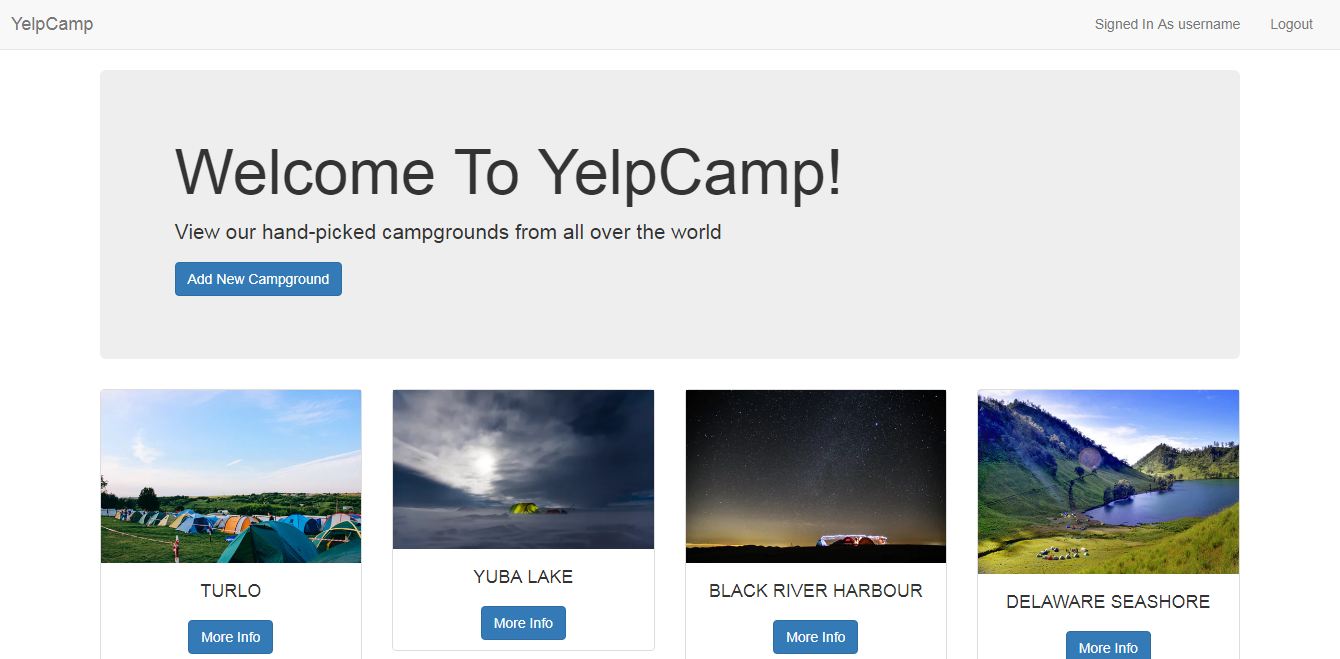 YelpCamp
Signed In As username
Logout
Welcome To YelpCamp!
View our hand-picked campgrounds from all over the world
Add New Campground
TURLO
More Info
YUBA LAKE
More Info
BLACK RIVER HARBOUR
More Info
DELAWARE SEASHORE
More Info